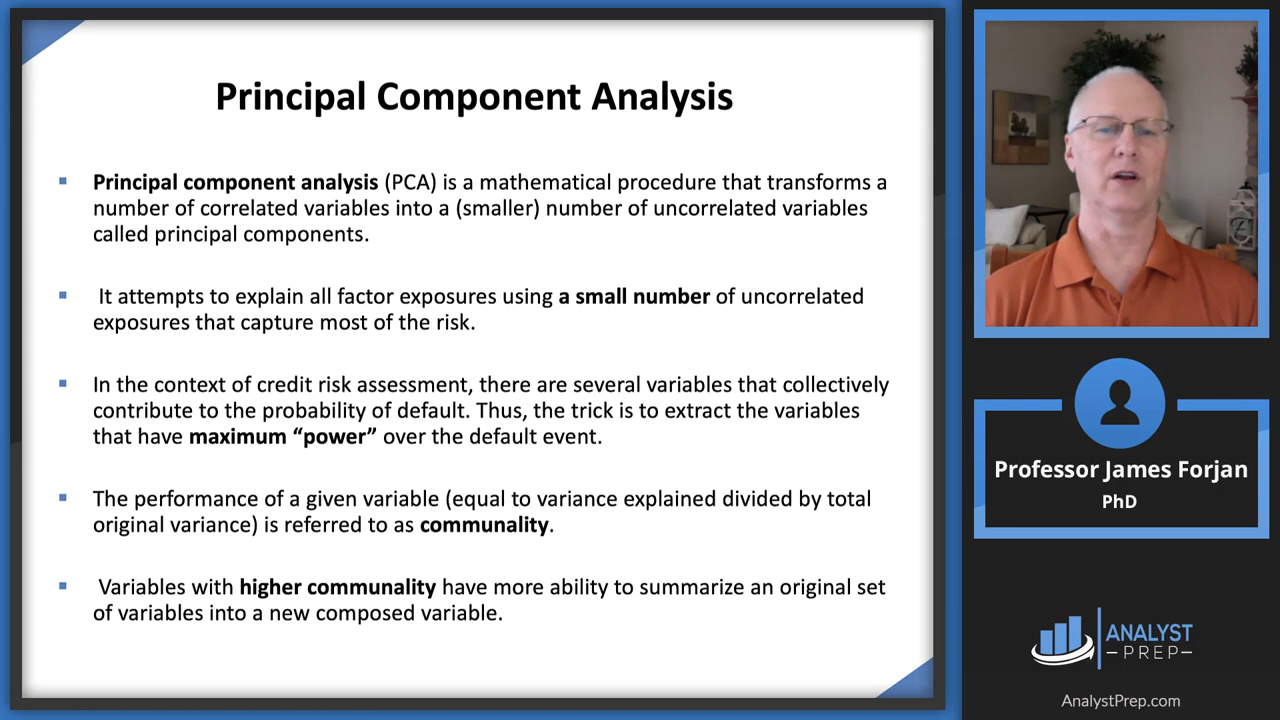 Principal Component Analysis
▪ Principal component analysis (PCA) is a mathematical procedure that transforms a
number of correlated variables into a (smaller) number of uncorrelated variables
called principal components.
▪ It attempts to explain all factor exposures using a small number of uncorrelated
exposures that capture most of the risk.
▪ In the context of credit risk assessment, there are several variables that collectively
contribute to the probability of default. Thus, the trick is to extract the variables
that have maximum “power” over the default event.
▪ The performance of a given variable (equal to variance explained divided by total
original variance) is referred to as communality.
▪ Variables with higher communality have more ability to summarize an original set
of variables into a new composed variable.
Professor James Forjan
PhD
ANALYST
–PREP–
AnalystPrep.com